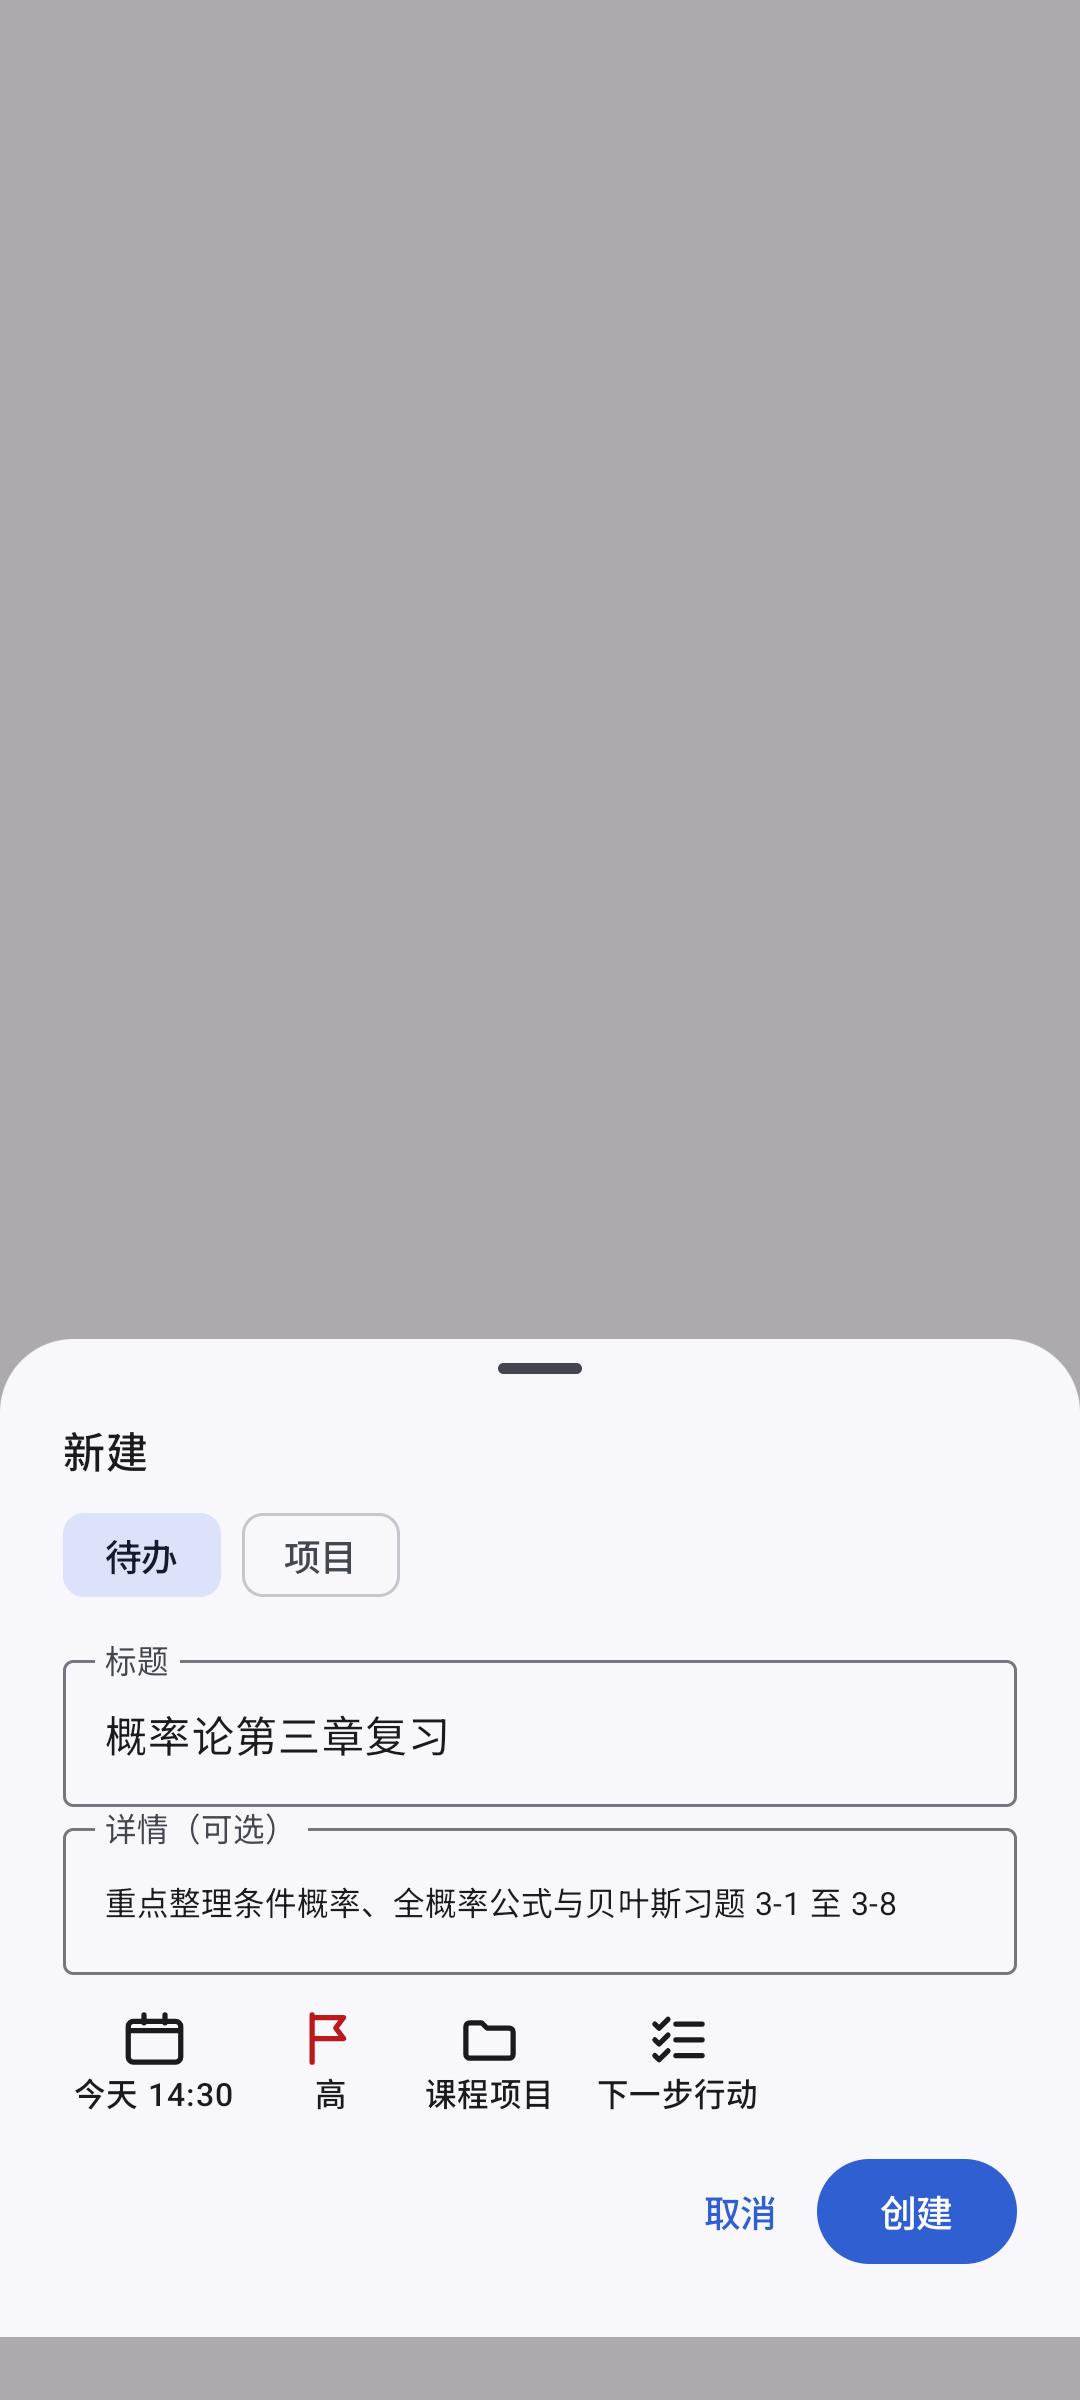 新建
待办 项目
标题
概率论第三章复习
详情（可选）
重点整理条件概率、全概率公式与贝叶斯习题 3-1 至 3-8
今天 14:30 高 课程项目 下一步行动
取消 创建